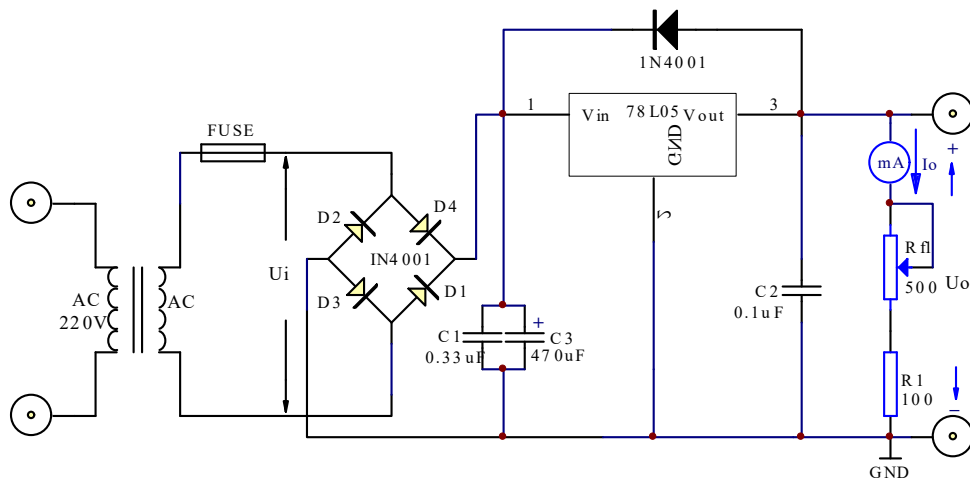 1N4001
1
Vin
78L05
Vout
GND
3
2
FUSE
mA
Io
+
D2
D4
Ui
IN4001
D3
D1
Rfl
500
Uo
AC
220V
AC
C2
0.1uF
+
C1
0.33uF
C3
470uF
R1
100
−
GND